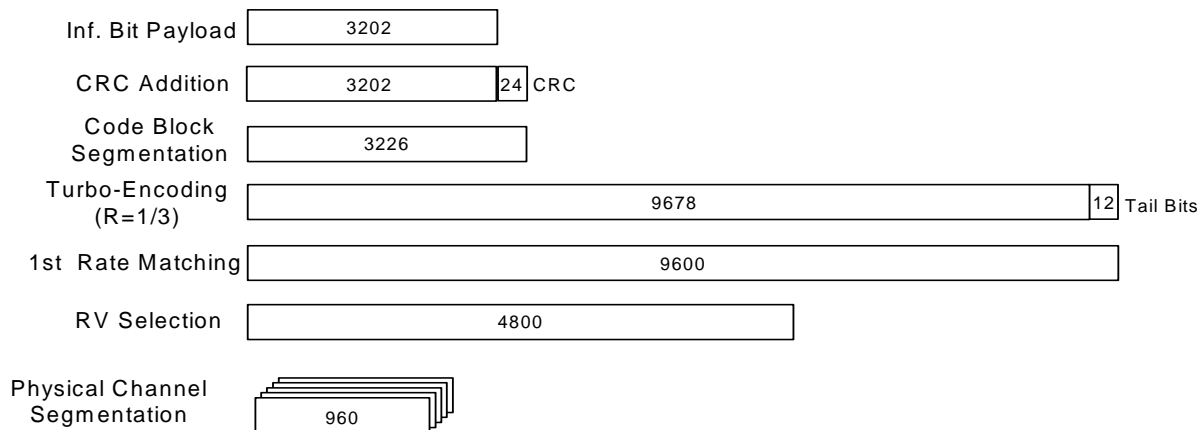 Inf. Bit Payload 3202
CRC Addition 3202 24 CRC
Code Block
Segmentation 3226
Turbo-Encoding
(R=1/3) 9678 12 Tail Bits
1st Rate Matching 9600
RV Selection 4800
Physical Channel
Segmentation 960